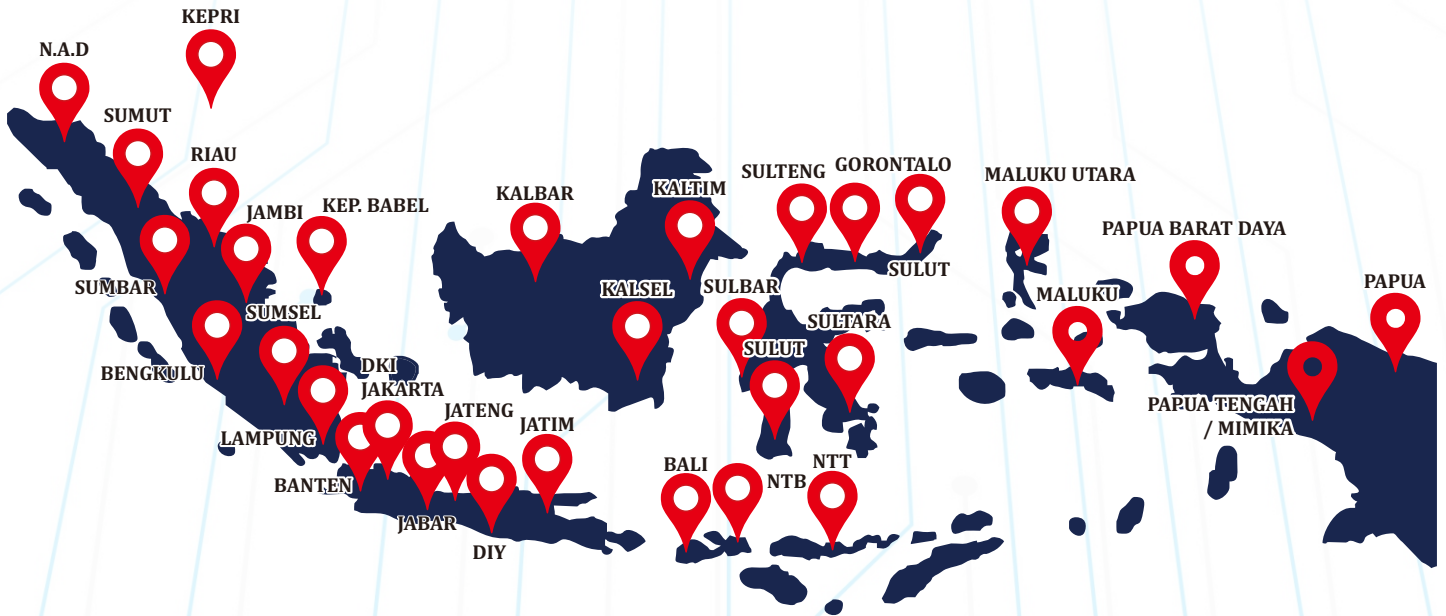 KEPRI
N.A.D
SUMUT
RIAU
JAMBI
KEP. BABEL
SUMBAR
SUMSEL
BENGKULU
DKI
JAKARTA
LAMPUNG
BANTEN
JATENG
JATIM
JABAR
DIY
KALBAR
KALTIM
KALSEL
SULTENG
GORONTALO
SULUT
SULBAR
SULTARA
SULUT
BALI
NTB
NTT
MALUKU UTARA
MALUKU
PAPUA BARAT DAYA
PAPUA
PAPUA TENGAH
/ MIMIKA